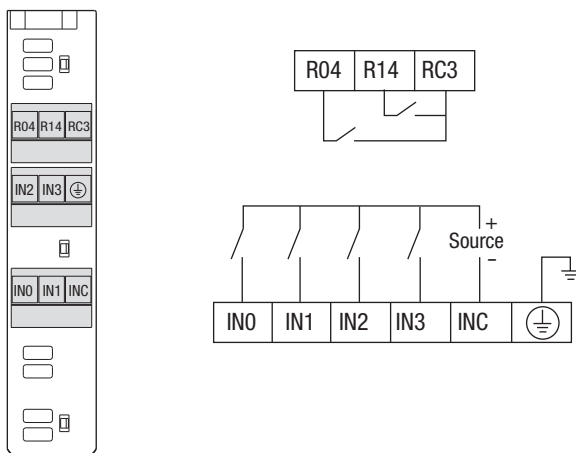 R04 R14 RC3
IN2 IN3
IN0 IN1 INC
R04 R14 RC3
+
Source
–
IN0 IN1 IN2 IN3 INC